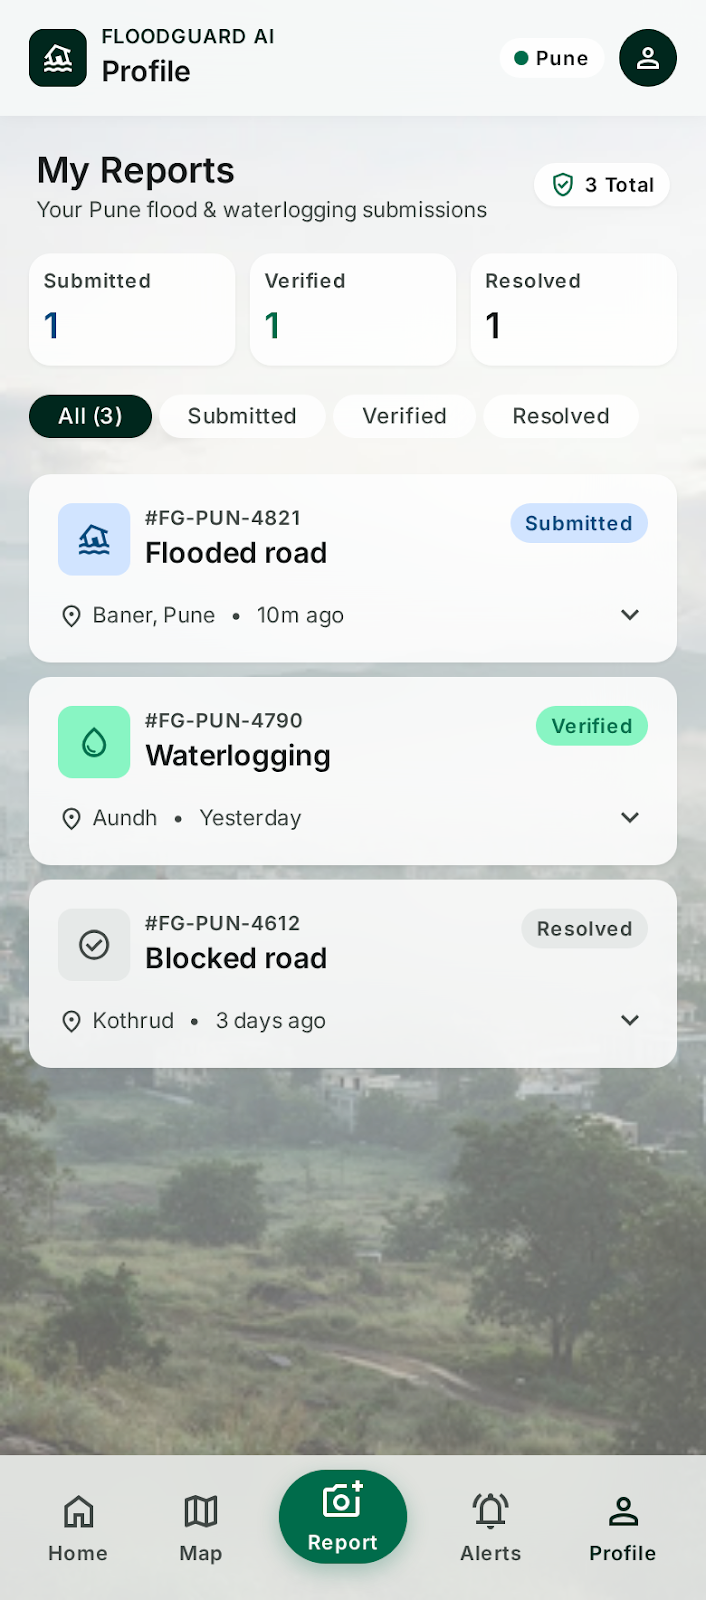 FLOODGUARD AI
Profile
Pune
My Reports
Your Pune flood & waterlogging submissions
3 Total
Submitted
1
Verified
1
Resolved
1
All (3)
Submitted
Verified
Resolved
#FG-PUN-4821
Flooded road
Submitted
Baner, Pune • 10m ago
#FG-PUN-4790
Waterlogging
Verified
Aundh • Yesterday
#FG-PUN-4612
Blocked road
Resolved
Kothrud • 3 days ago
Home
Map
Report
Alerts
Profile